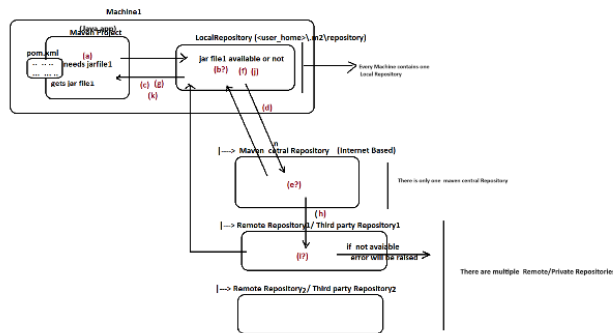 Machine1
(Java app)
Maven Project
LocalRepository (<user_home>\.m2\repository)
pom.xml
.. .. ..
... ... ..
(a)
needs jarfile1
gets jar file1
jar file1 available or not
(b?) (f) (j)
(c) (g)
(k)
Every Machine contains one
Local Repository
(d)
n
|----> Maven cetral Repository (Internet Based)
(e?)
There is only one maven central Repository
(h)
|---> Remote Repository1/ Third party Repository1
(i?)
if not avaiable
error will be raised
There are multiple Remote/Private Repositories
|---> Remote Repository2/ Third party Repository2